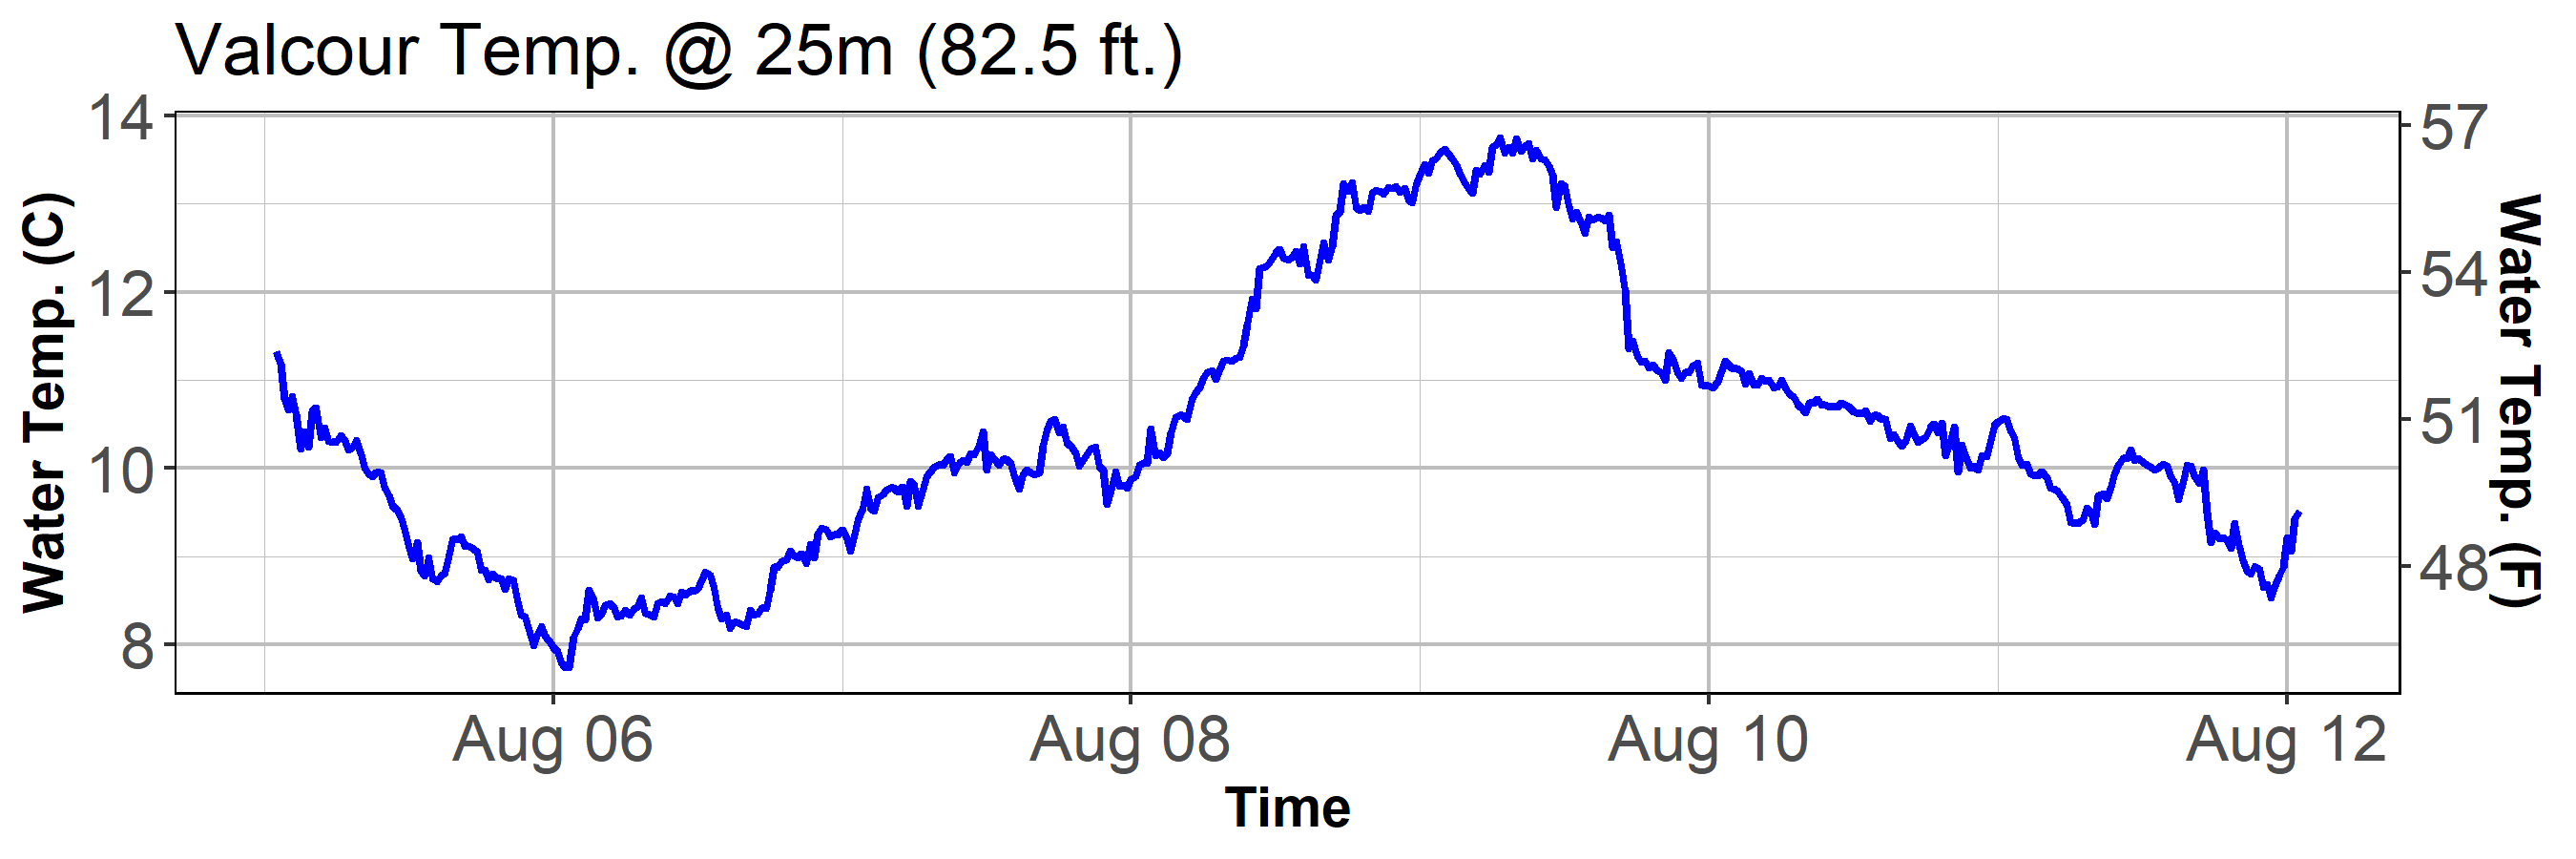 Valcour Temp. @ 25m (82.5 ft.)
14
12
10
8
Water Temp. (C)
57
54
51
48
Water Temp. (F)
Aug 06
Aug 08
Aug 10
Aug 12
Time